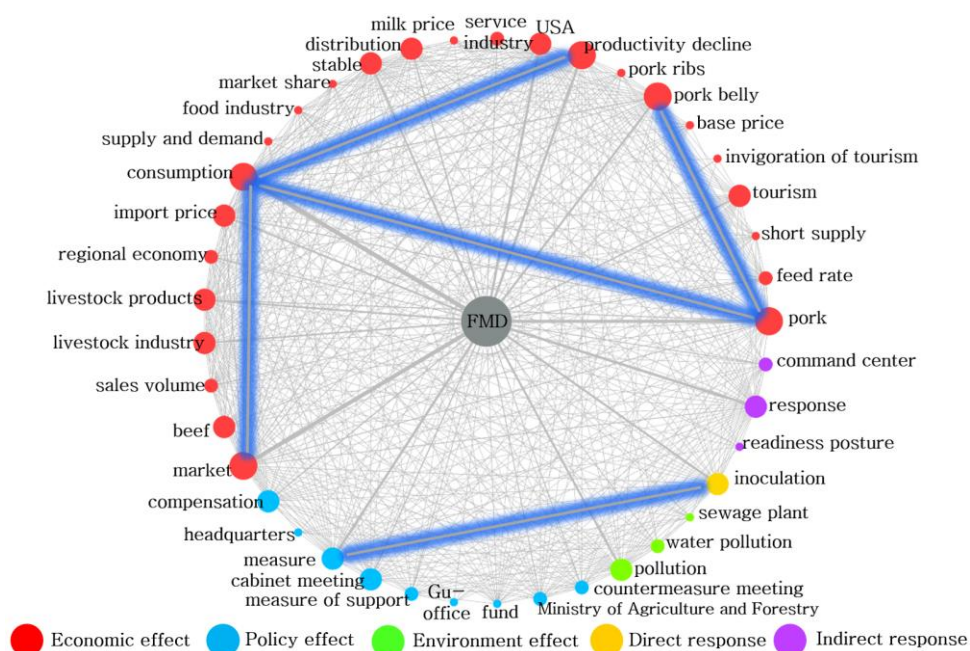 milk price
service
industry
USA
distribution
stable
productivity decline
market share
pork ribs
food industry
pork belly
supply and demand
base price
consumption
invigoration of tourism
import price
tourism
regional economy
short supply
livestock products
feed rate
FMD
pork
livestock industry
command center
sales volume
response
beef
readiness posture
market
inoculation
compensation
sewage plant
headquarters
water pollution
measure
pollution
cabinet meeting
measure of support
Gu-
office
fund
countermeasure meeting
Ministry of Agriculture and Forestry
Economic effect
Policy effect
Environment effect
Direct response
Indirect response